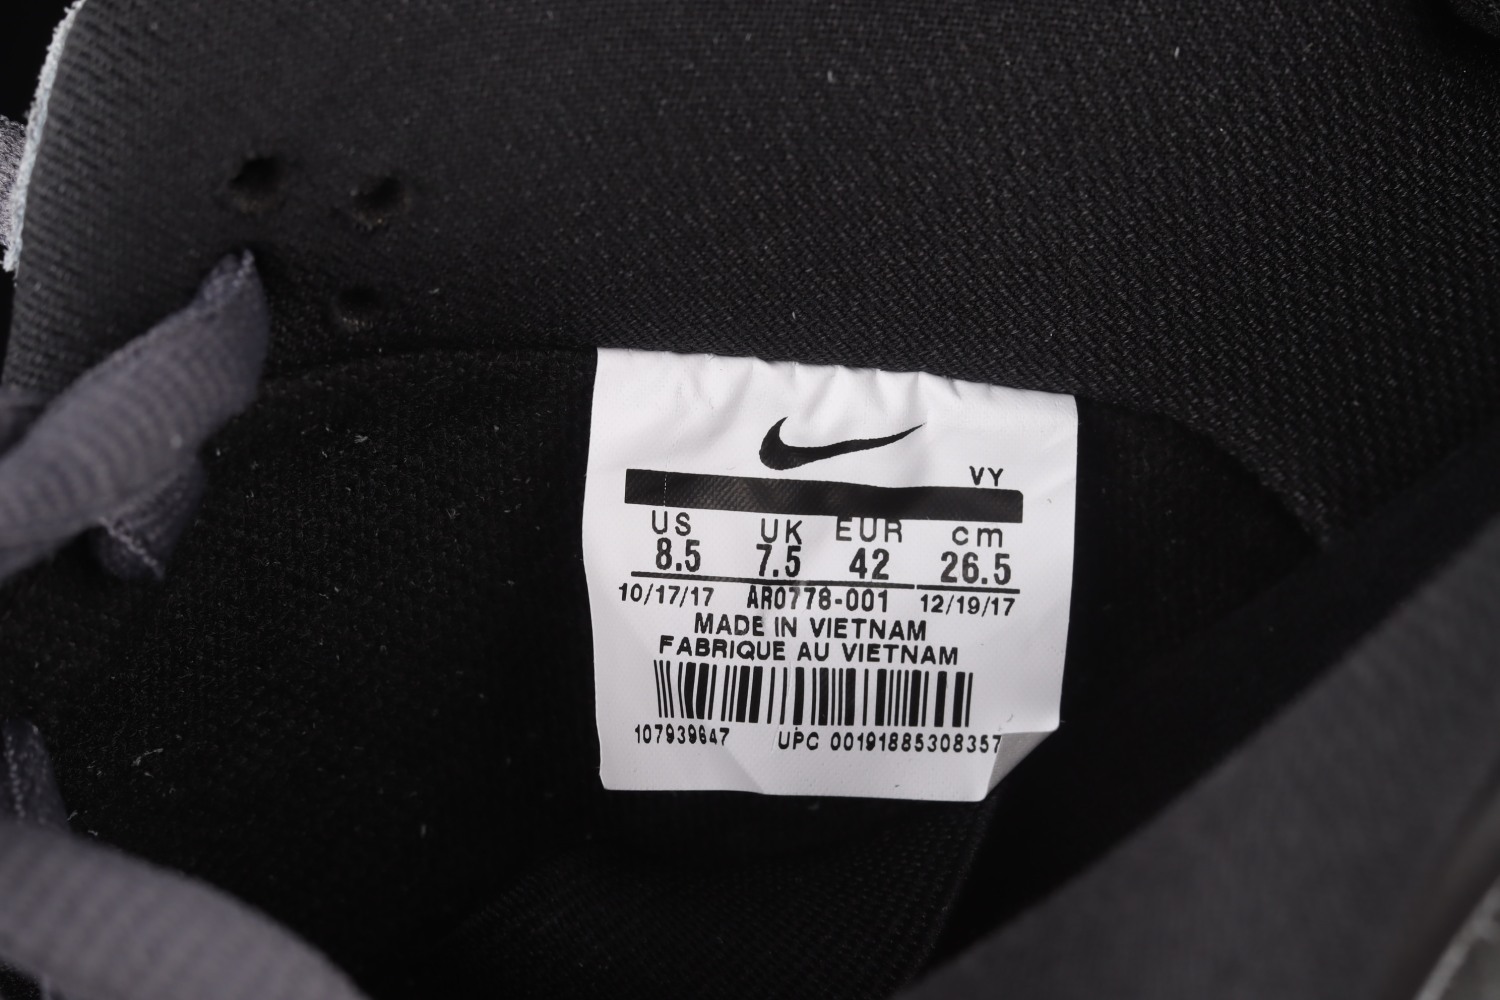 VY
US UK EUR cm
8.5 7.5 42 26.5
10/17/17 AR0778-001 12/19/17
MADE IN VIETNAM
FABRIQUE AU VIETNAM
107939647 UPC 00191885308357